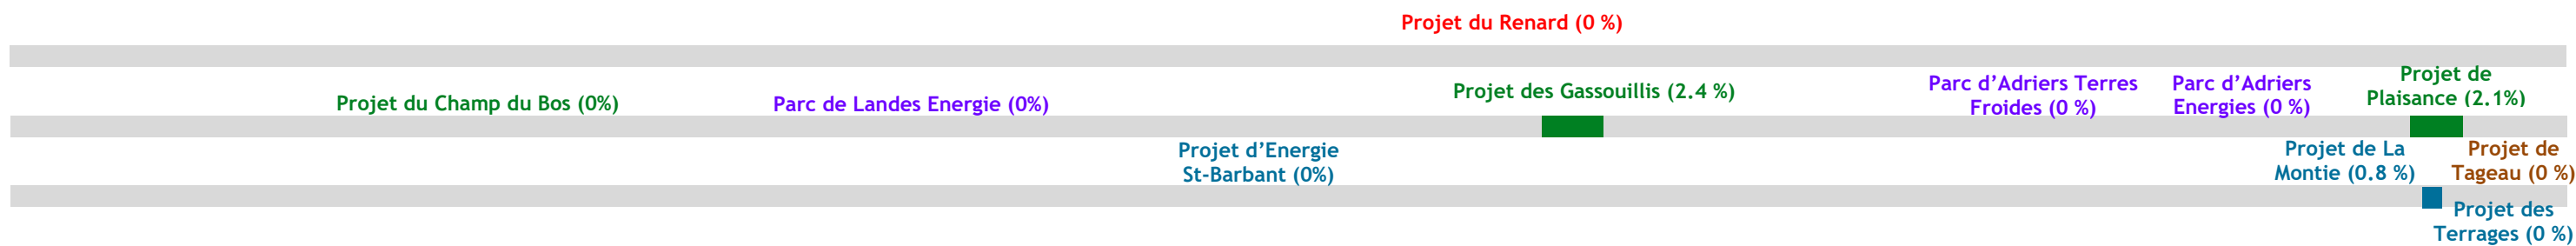 Projet du Renard (0 %)
Projet du Champ du Bos (0%)
Parc de Landes Energie (0%)
Projet des Gassouillis (2.4 %)
Parc d’Adriers Terres
Froides (0 %)
Parc d’Adriers
Energies (0 %)
Projet de
Plaisance (2.1%)
Projet d’Energie
St-Barbant (0%)
Projet de La
Montie (0.8 %)
Projet de
Tageau (0 %)
Projet des
Terrages (0 %)